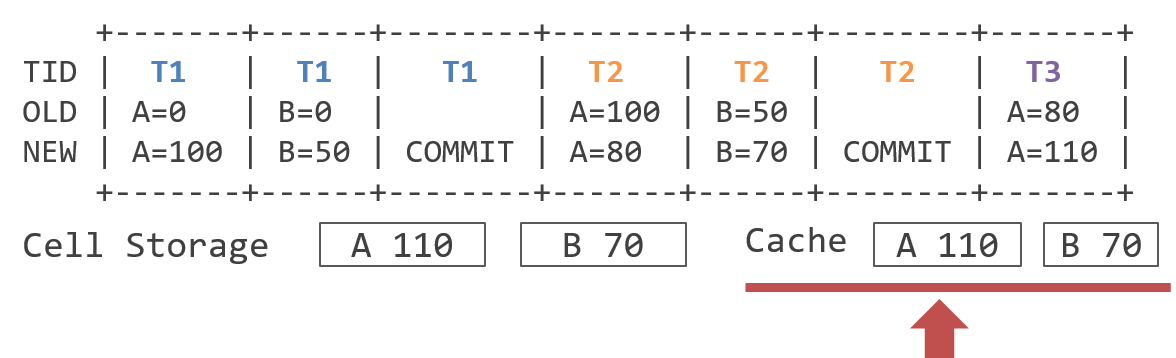 +-------+------+--------+-------+------+--------+-------+
TID | T1 | T1 | T1 | T2 | T2 | T2 | T3 |
OLD | A=0 | B=0 | | A=100 | B=50 | | A=80 |
NEW | A=100 | B=50 | COMMIT | A=80 | B=70 | COMMIT | A=110 |
+-------+------+--------+-------+------+--------+-------+
Cell Storage A 110 B 70 Cache A 110 B 70